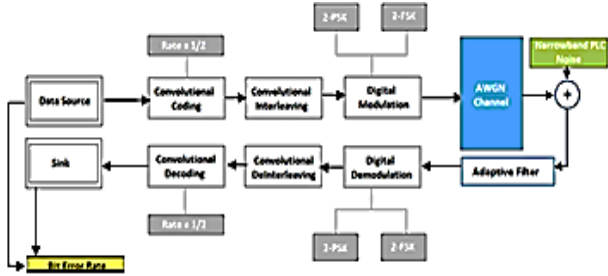 2-PSK
2-FSK
Rate x 1/2
Narrowband PLC
Noise
Data Source
Convolutional
Coding
Convolutional
Interleaving
Digital
Modulation
AWGN
Channel
+
Sink
Convolutional
Decoding
Convolutional
DeInterleaving
Digital
Demodulation
Adaptive Filter
Rate x 1/2
2-PSK
2-FSK
Bit Error Rate